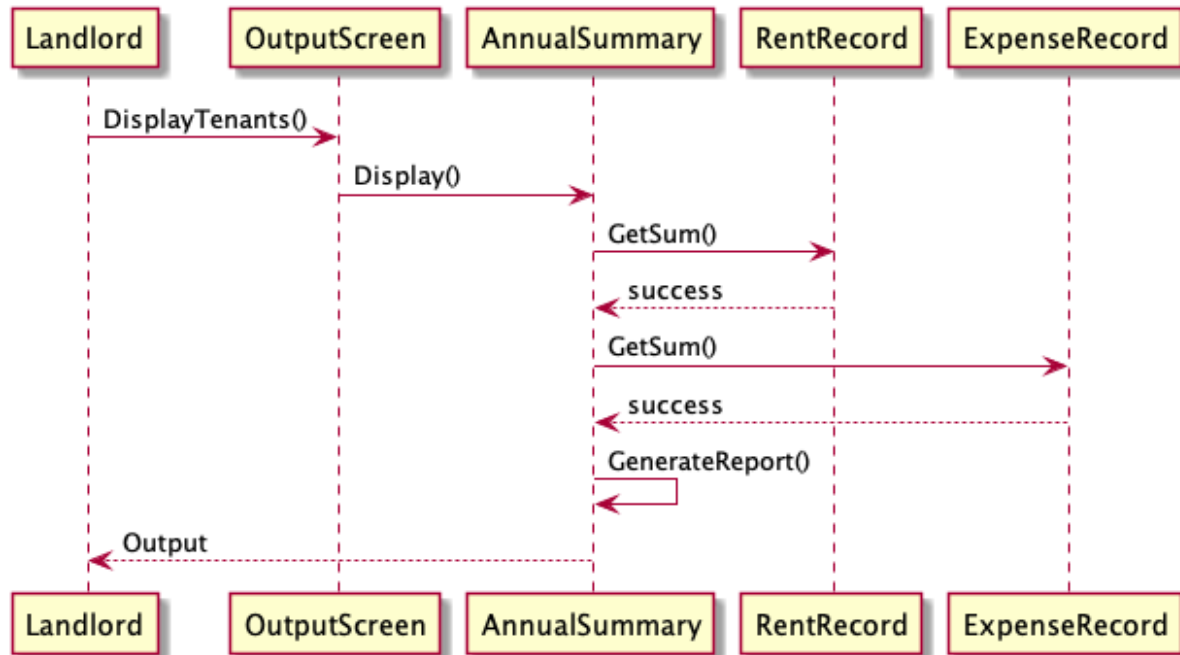 Landlord OutputScreen AnnualSummary RentRecord ExpenseRecord
DisplayTenants()
Display()
GetSum()
success
GetSum()
success
GenerateReport()
Output
Landlord OutputScreen AnnualSummary RentRecord ExpenseRecord